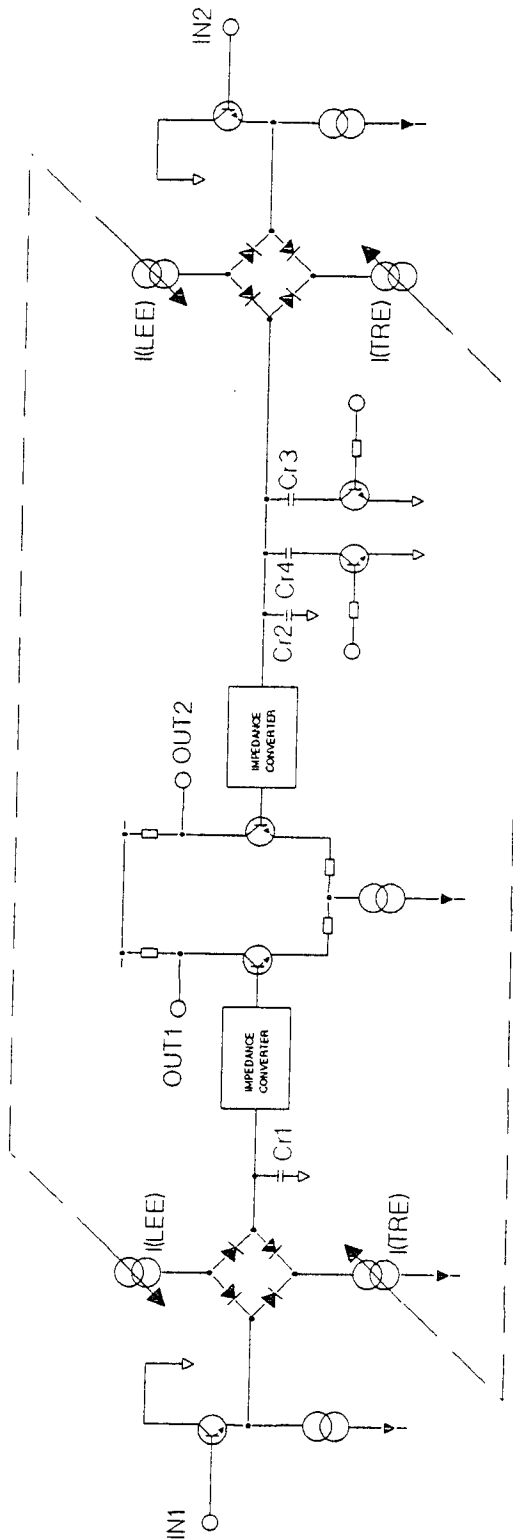 IN1
I(LEE)
I(TRE)
Cr1
IMPEDANCE
CONVERTER
OUT1
OUT2
IMPEDANCE
CONVERTER
Cr2
Cr4
Cr3
I(LEE)
I(TRE)
IN2